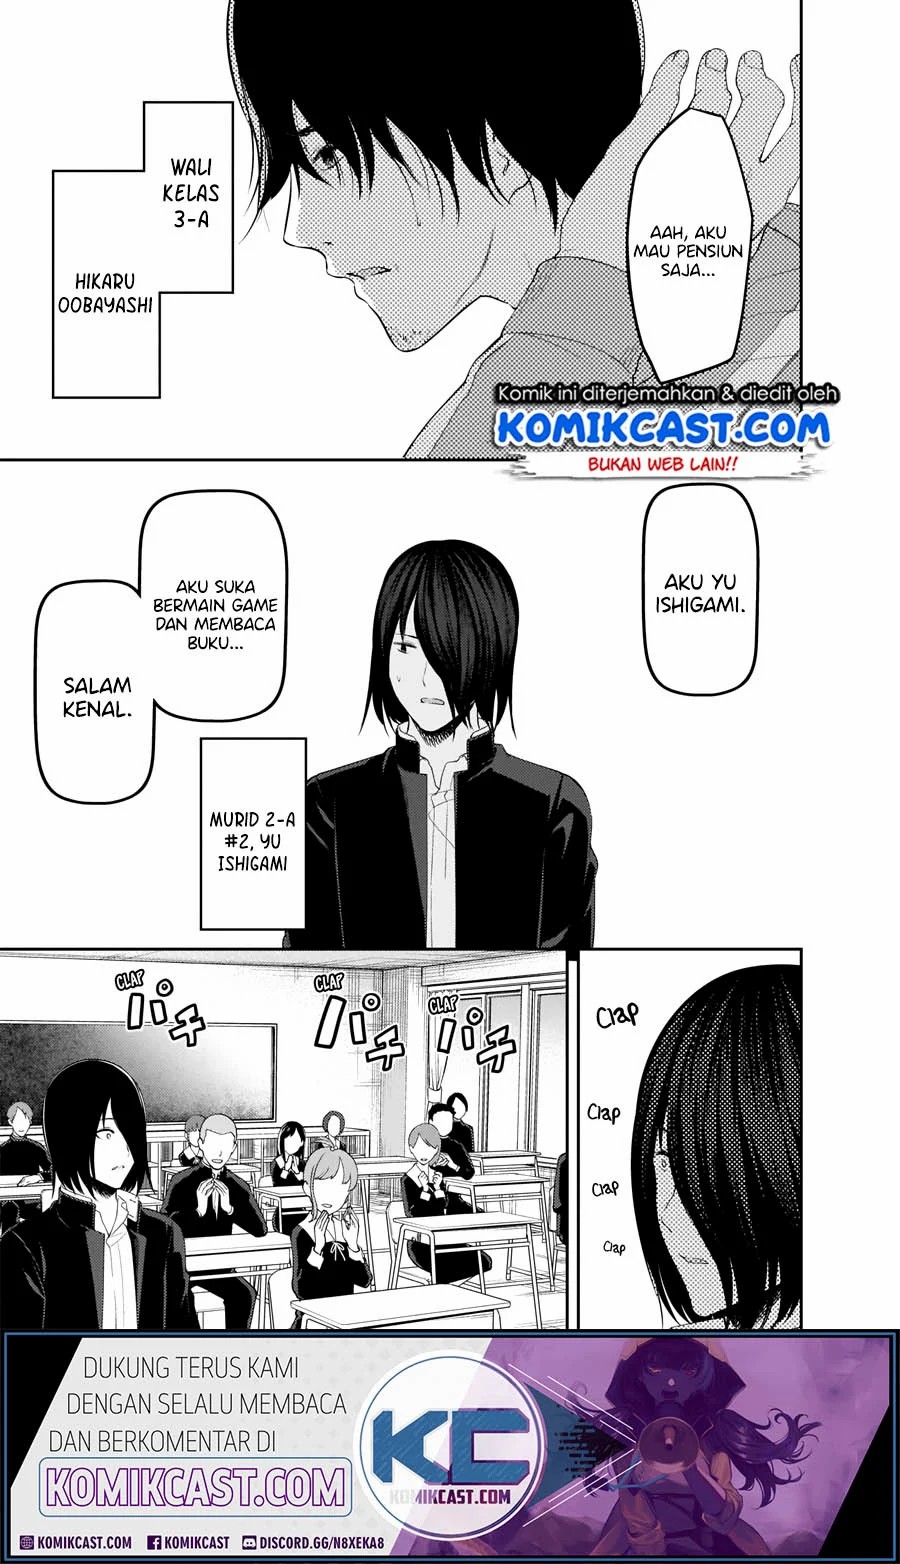 AAH, AKU
MAU PENSIUN
SAJA...
WALI
KELAS
3-A
HIKARU
OOBAYASHI
Komik ini diterjemahkan & diedit oleh
KOMIKCAST.COM
BUKAN WEB LAIN!!
AKU YU
ISHIGAMI.
AKU SUKA
BERMAIN GAME
DAN MEMBACA
BUKU...
SALAM
KENAL.
MURID 2-A
#2, YU
ISHIGAMI
Clap
Clap
Clap
Clap
CLAP
パチ
CLAP
パチ
CLAP
パチ
DUKUNG TERUS KAMI
DENGAN SELALU MEMBACA
DAN BERKOMENTAR DI
KOMIKCAST.COM
KC
KOMIKCAST.COM
KOMIKCAST.COM
KOMIKCAST
DISCORD.GG/N8XEKA8